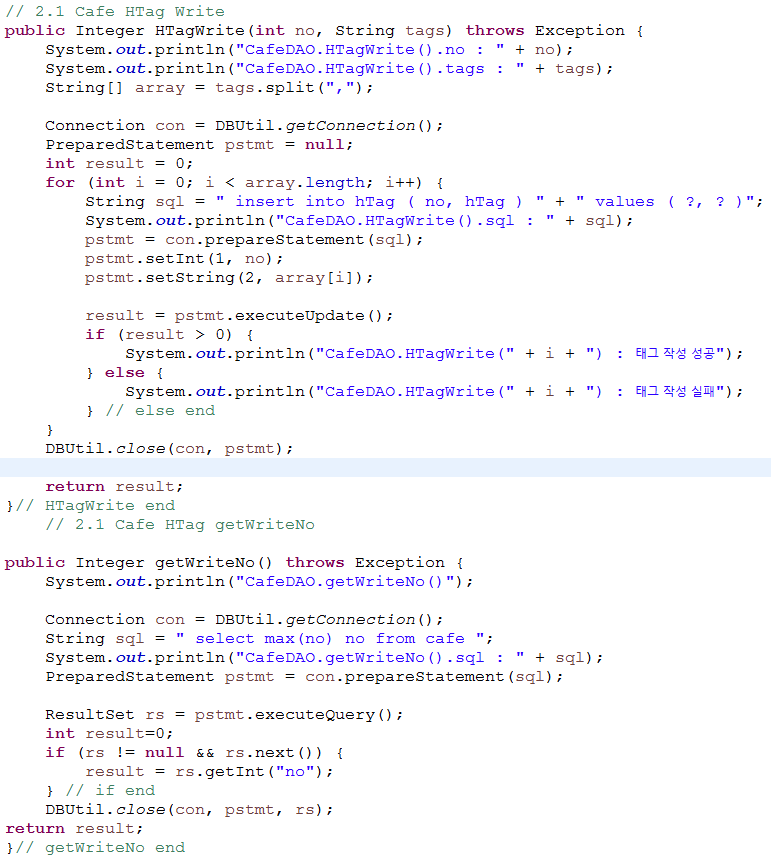 // 2.1 Cafe HTag Write
public Integer HTagWrite(int no, String tags) throws Exception {
    System.out.println("CafeDAO.HTagWrite().no : " + no);
    System.out.println("CafeDAO.HTagWrite().tags : " + tags);
    String[] array = tags.split(",");

    Connection con = DBUtil.getConnection();
    PreparedStatement pstmt = null;
    int result = 0;
    for (int i = 0; i < array.length; i++) {
        String sql = " insert into hTag ( no, hTag ) " + " values ( ?, ? )";
        System.out.println("CafeDAO.HTagWrite().sql : " + sql);
        pstmt = con.prepareStatement(sql);
        pstmt.setInt(1, no);
        pstmt.setString(2, array[i]);

        result = pstmt.executeUpdate();
        if (result > 0) {
            System.out.println("CafeDAO.HTagWrite(" + i + ") : 태그 작성 성공");
        } else {
            System.out.println("CafeDAO.HTagWrite(" + i + ") : 태그 작성 실패");
        } // else end
    }
    DBUtil.close(con, pstmt);

    return result;
}// HTagWrite end
    // 2.1 Cafe HTag getWriteNo

public Integer getWriteNo() throws Exception {
    System.out.println("CafeDAO.getWriteNo()");

    Connection con = DBUtil.getConnection();
    String sql = " select max(no) no from cafe ";
    System.out.println("CafeDAO.getWriteNo().sql : " + sql);
    PreparedStatement pstmt = con.prepareStatement(sql);

    ResultSet rs = pstmt.executeQuery();
    int result=0;
    if (rs != null && rs.next()) {
        result = rs.getInt("no");
    } // if end
    DBUtil.close(con, pstmt, rs);
return result;
}// getWriteNo end